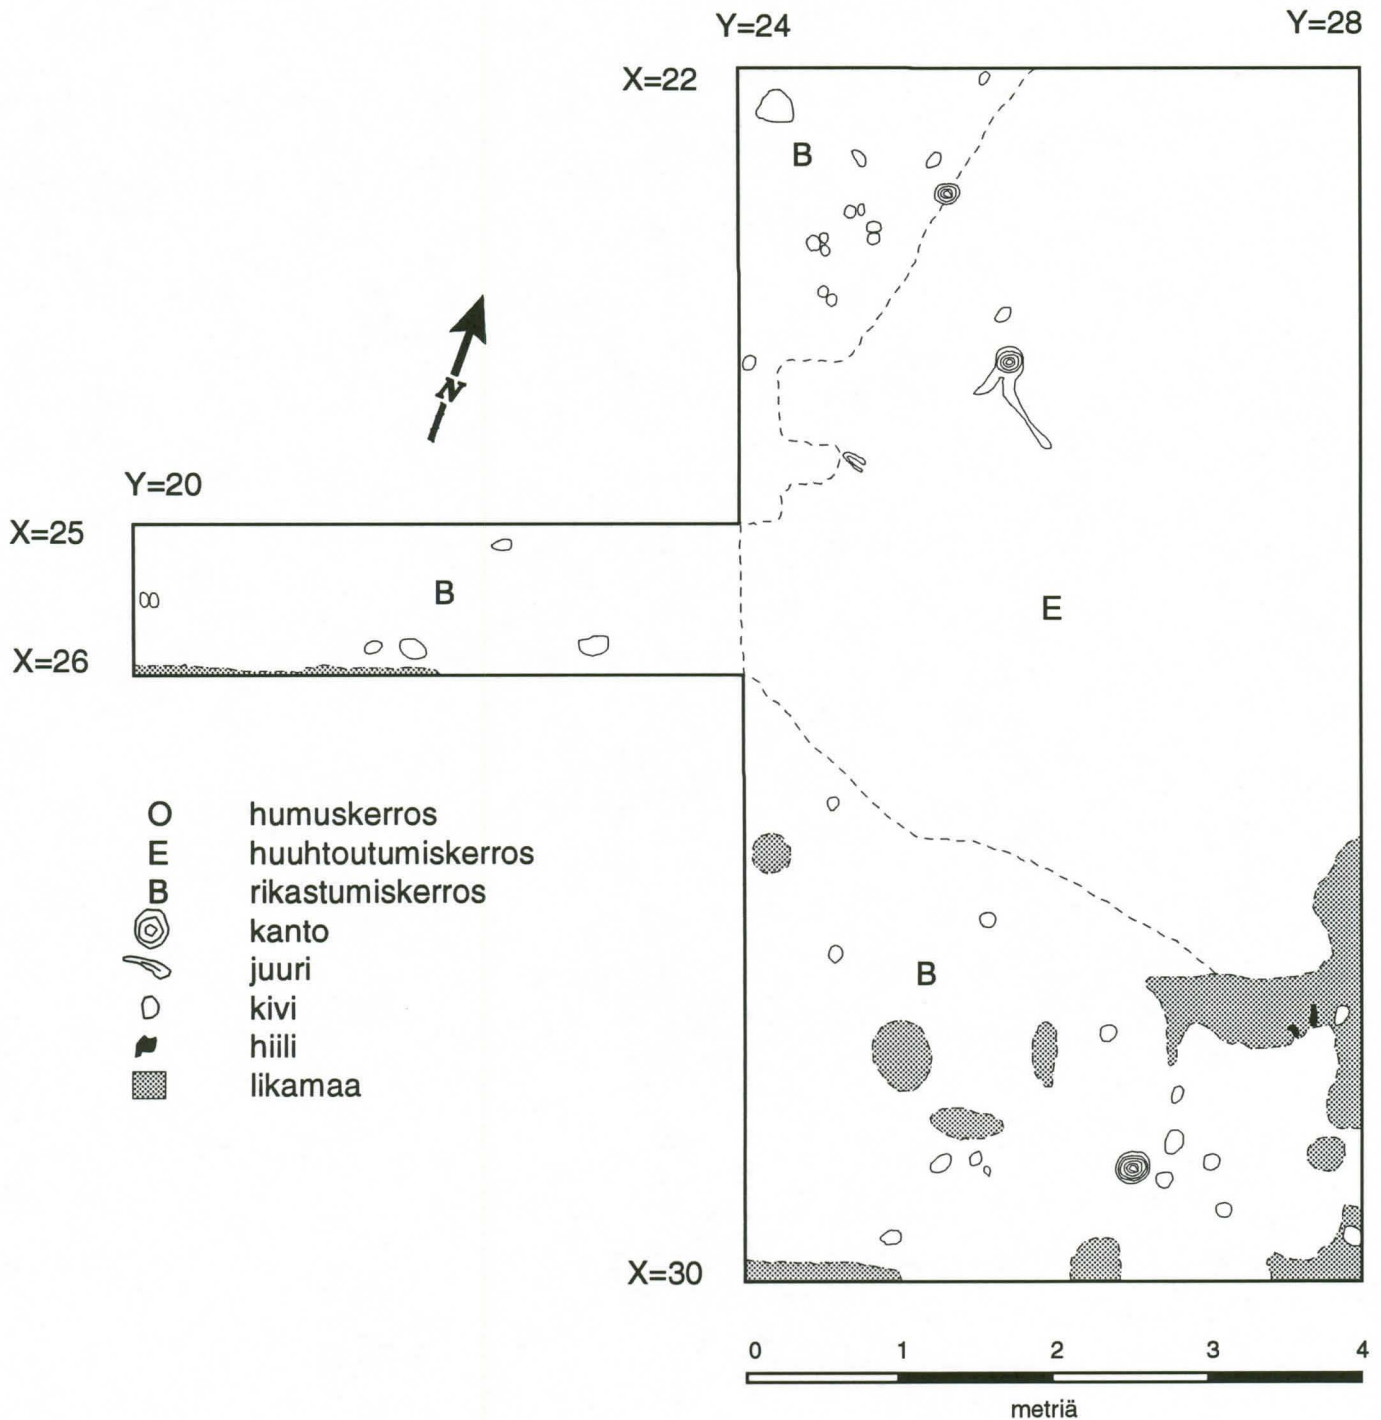 Y=24 Y=28
X=22
B
N
Y=20
X=25
B
E
X=26
O humuskerros
E huuhtoutumiskerros
B rikastumiskerros
kanto
juuri
B
kivi
hiili
likamaa
X=30
0 1 2 3 4
metriä